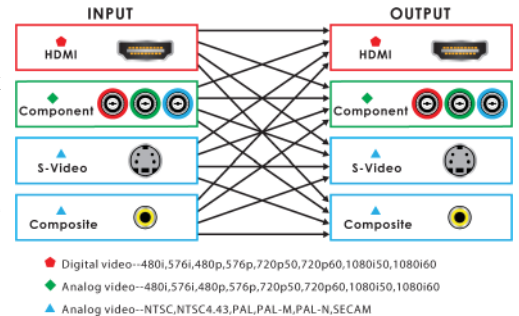 INPUT OUTPUT
HDMI HDMI
Component Component
S-Video S-Video
Composite Composite
Digital video--480i,576i,480p,576p,720p50,720p60,1080i50,1080i60
Analog video--480i,576i,480p,576p,720p50,720p60,1080i50,1080i60
Analog video--NTSC,NTSC4.43,PAL,PAL-M,PAL-N,SECAM